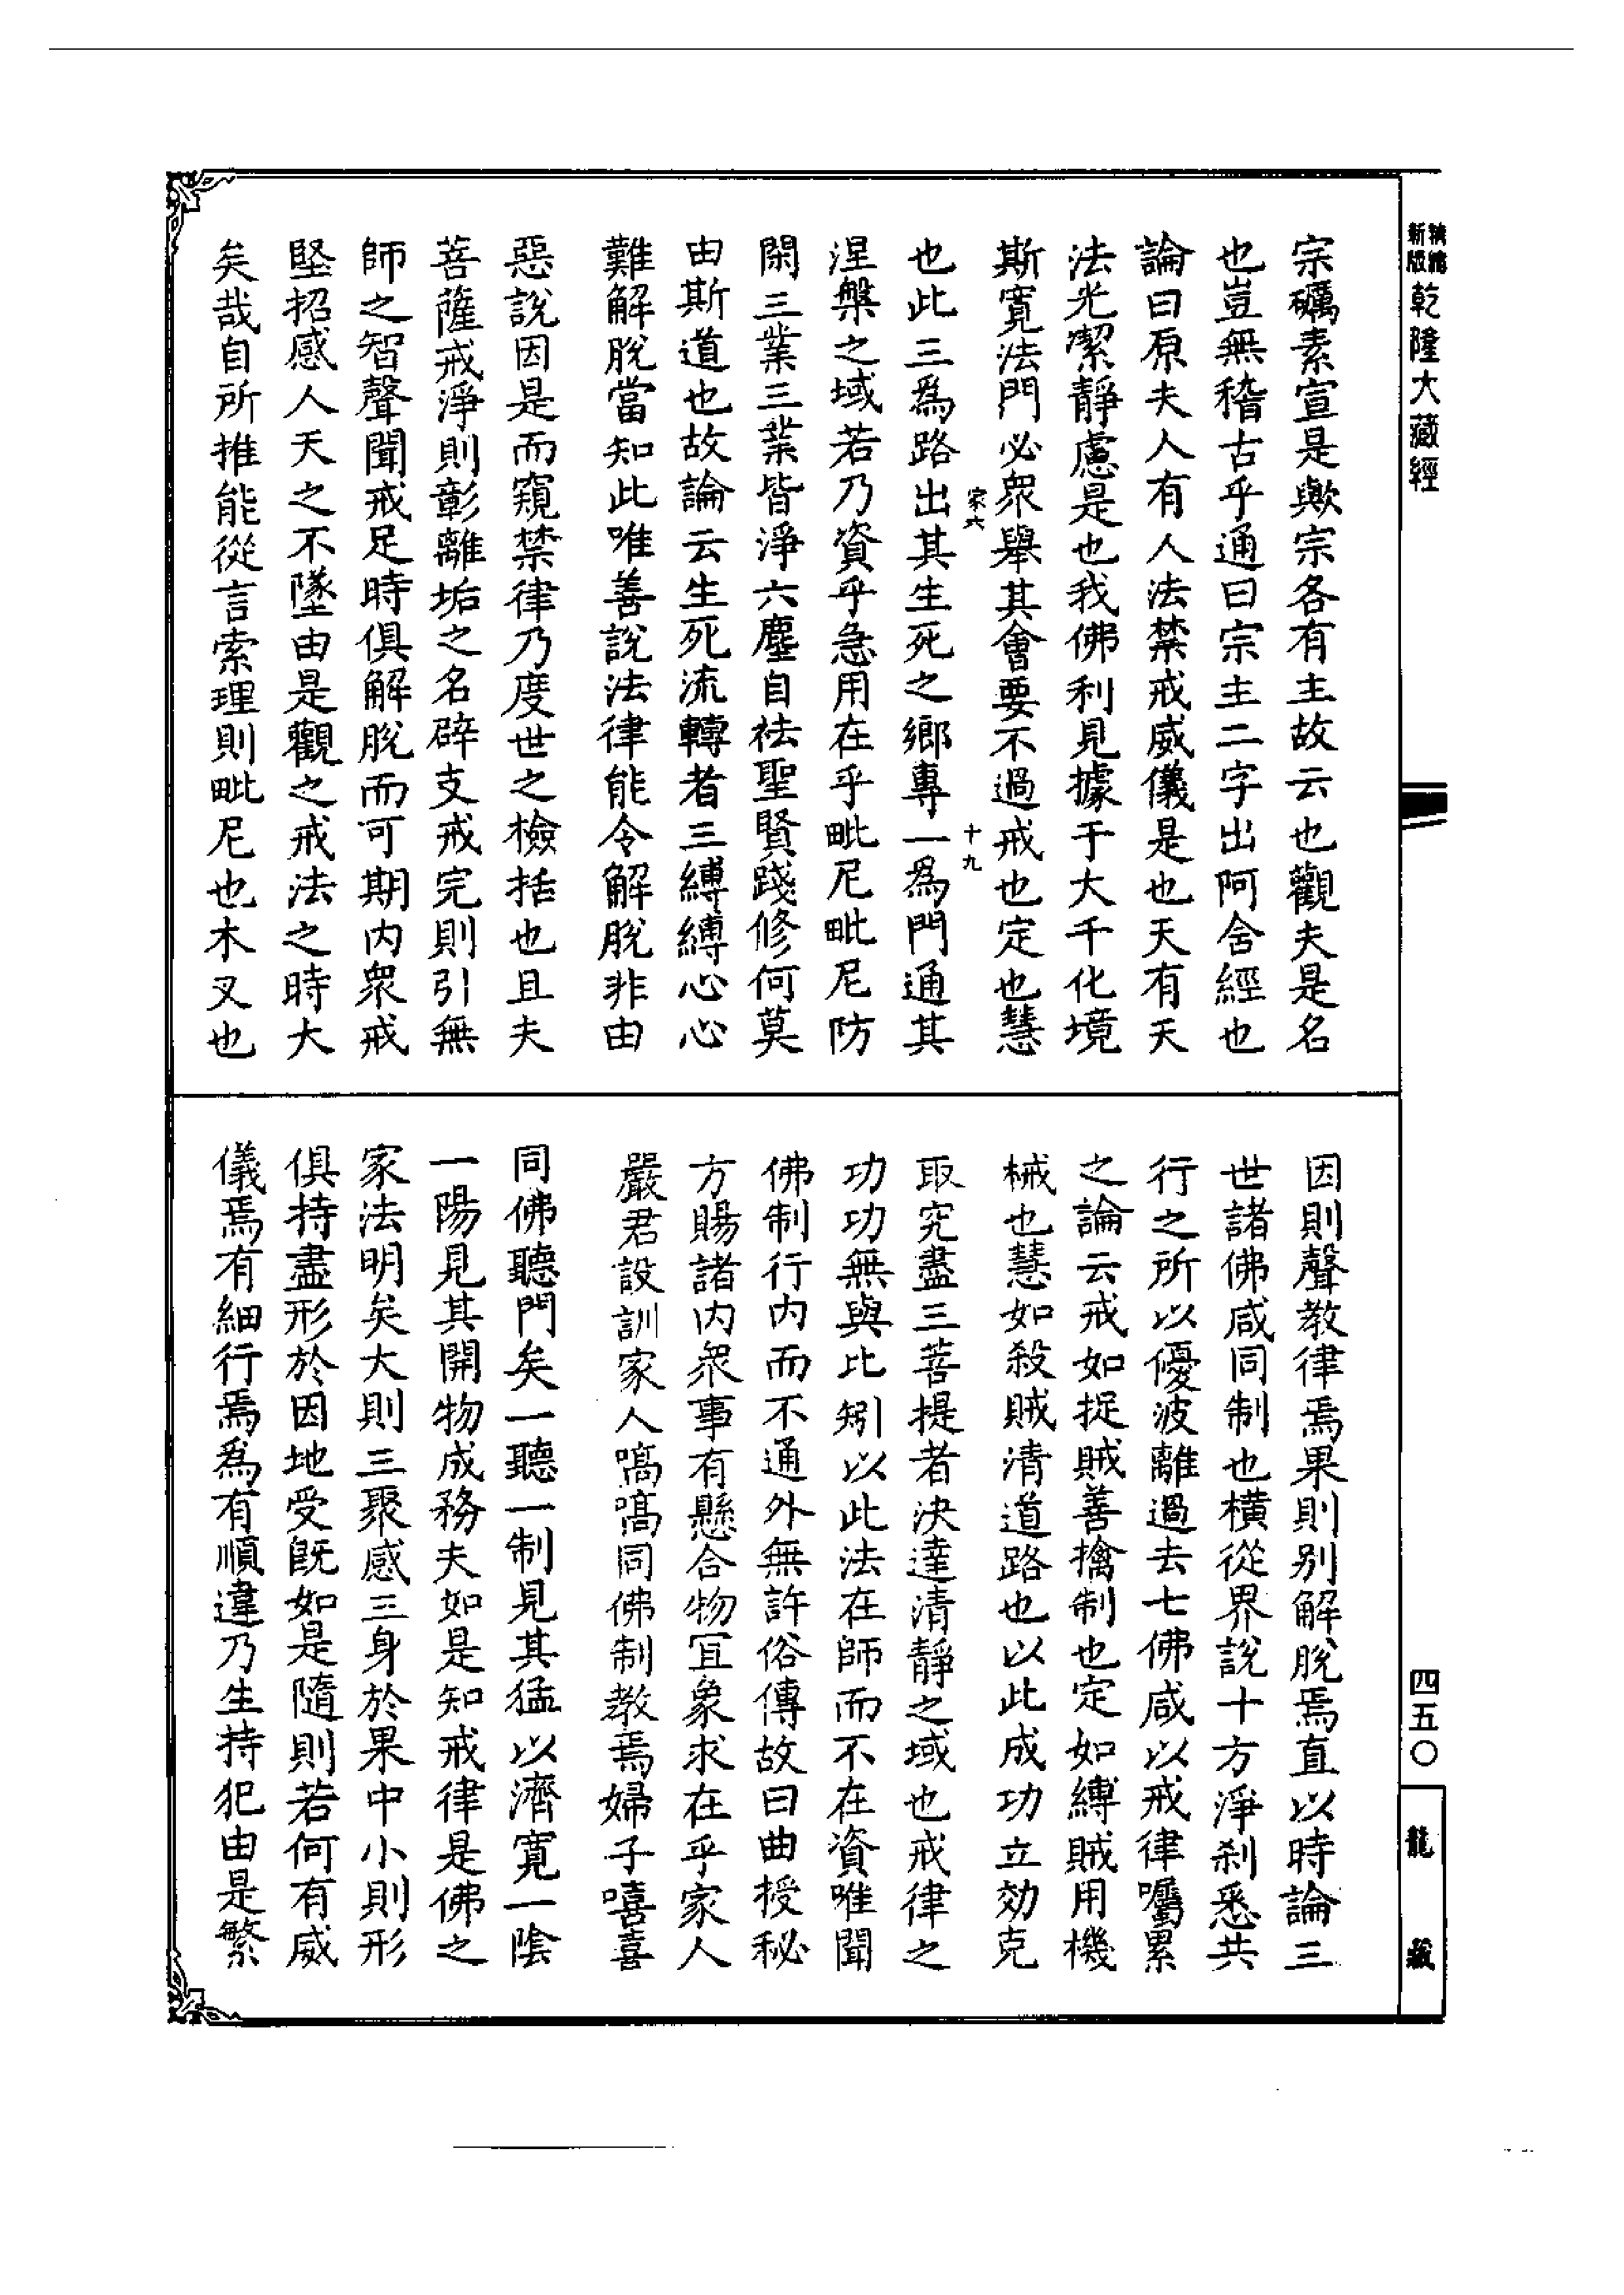 精編
新版
乾隆大藏經
宗礪素宣是歟宗各有主故云也觀夫是名
也豈無稽古乎通曰宗主二字出阿含經也
論曰原夫人有人法禁戒威儀是也天有天
法光潔靜慮是也我佛利見據于大千化境
斯寬法門必衆舉其會要不過戒也定也慧
家六
十九
也此三爲路出其生死之鄉專一爲門通其
涅槃之域若乃資乎急用在乎毗尼毗尼防
閑三業三業皆淨六塵自祛聖賢踐修何莫
由斯道也故論云生死流轉者三縛縛心心
難解脫當知此唯善說法律能令解脫非由
惡說因是而窺禁律乃度世之檢括也且夫
菩薩戒淨則彰離垢之名辟支戒完則引無
師之智聲聞戒足時俱解脫而可期內衆戒
堅招感人天之不墜由是觀之戒法之時大
矣哉自所推能從言索理則毗尼也木叉也
因則聲教律焉果則别解脫焉直以時論三
世諸佛咸同制也橫從界說十方淨刹悉共
行之所以優波離過去七佛咸以戒律囑累
之論云戒如捉賊善擒制也定如縛賊用機
械也慧如殺賊清道路也以此成功立効克
取究盡三菩提者決達清靜之域也戒律之
功功無與比矧以此法在師而不在資唯聞
佛制行內而不通外無許俗傳故曰曲授秘
方賜諸內衆事有懸合物宜象求在乎家人
嚴君設訓家人嗃嗃同佛制教焉婦子嘻喜
同佛聽門矣一聽一制見其猛以濟寬一陰
一陽見其開物成務夫如是知戒律是佛之
家法明矣大則三聚感三身於果中小則形
俱持盡形於因地受旣如是隨則若何有威
儀焉有細行焉爲有順違乃生持犯由是繁
四五〇
龍藏